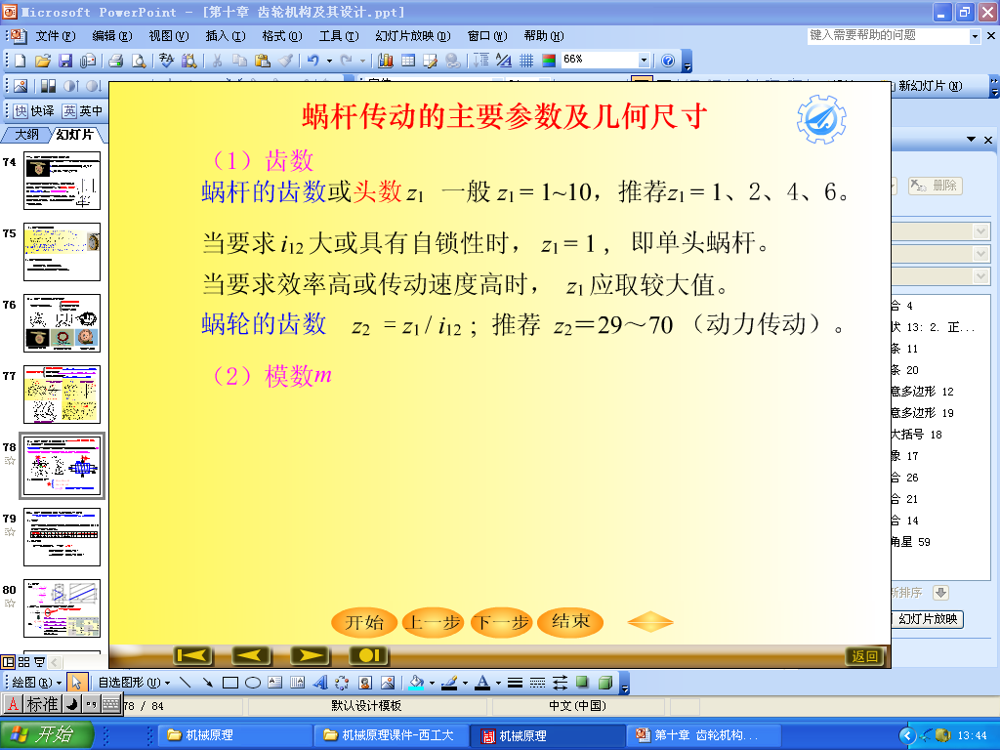 Microsoft PowerPoint - [第十章 齿轮机构及其设计.ppt]
文件(F) 编辑(E) 视图(V) 插入(I) 格式(O) 工具(T) 幻灯片放映(D) 窗口(W) 帮助(H) 键入需要帮助的问题
66%
新幻灯片(N)
快 快译 英 英中
大纲 幻灯片
蜗杆传动的主要参数及几何尺寸
(1)齿数
蜗杆的齿数或头数 z1 一般 z1 = 1~10，推荐z1 = 1、2、4、6。
当要求 i12 大或具有自锁性时， z1 = 1 ， 即单头蜗杆。
当要求效率高或传动速度高时， z1 应取较大值。
蜗轮的齿数 z2 = z1 / i12 ; 推荐 z2＝29～70 （动力传动）。
(2)模数m
开始 上一步 下一步 结束
返回
74
75
76
77
78
79
80
删除
合 4
状 13: 2. 正...
条 11
条 20
意多边形 12
意多边形 19
大括号 18
象 17
合 26
合 21
合 14
角星 59
新排序
幻灯片放映
绘图(R) 自选图形(U)
标准 78 / 84 默认设计模板 中文(中国)
开始 机械原理 机械原理课件-西工大 机械原理 第十章 齿轮机构... 13:44